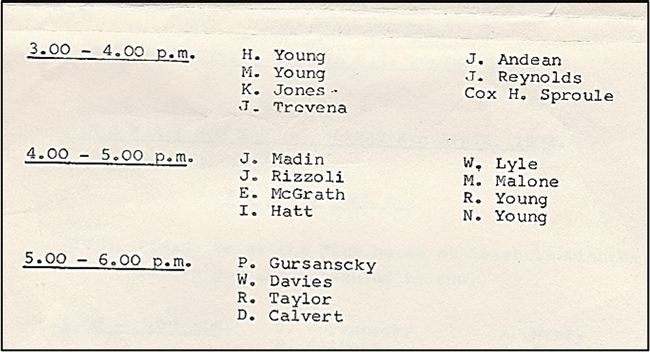 3.00 - 4.00 p.m. H. Young J. Andean
M. Young J. Reynolds
K. Jones Cox H. Sproule
J. Trevena
4.00 - 5.00 p.m. J. Madin W. Lyle
J. Rizzoli M. Malone
E. McGrath R. Young
I. Hatt N. Young
5.00 - 6.00 p.m. P. Gursanscky
W. Davies
R. Taylor
D. Calvert